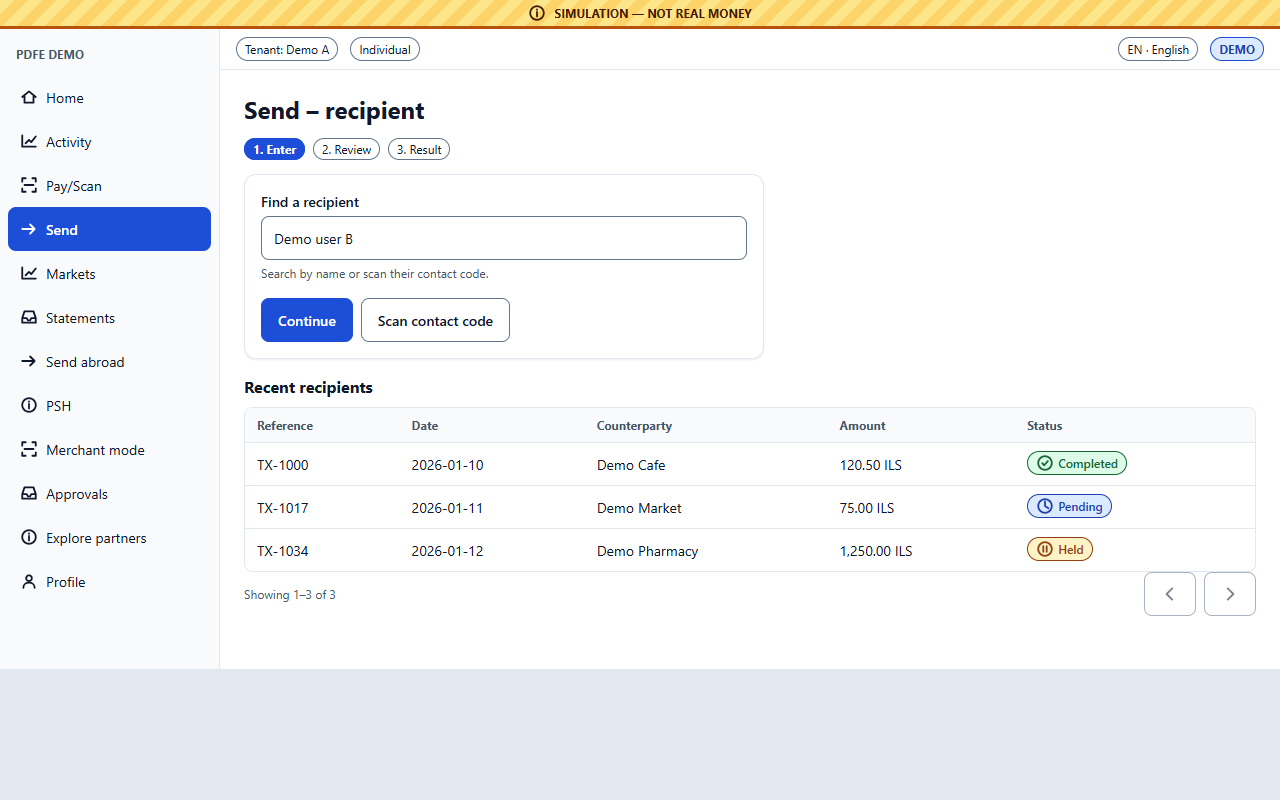 SIMULATION — NOT REAL MONEY
PDFE DEMO
Tenant: Demo A
Individual
EN · English
DEMO
Home
Activity
Pay/Scan
Send
Markets
Statements
Send abroad
PSH
Merchant mode
Approvals
Explore partners
Profile
Send – recipient
1. Enter
2. Review
3. Result
Find a recipient
Demo user B
Search by name or scan their contact code.
Continue
Scan contact code
Recent recipients
Reference Date Counterparty Amount Status
TX-1000 2026-01-10 Demo Cafe 120.50 ILS Completed
TX-1017 2026-01-11 Demo Market 75.00 ILS Pending
TX-1034 2026-01-12 Demo Pharmacy 1,250.00 ILS Held
Showing 1–3 of 3